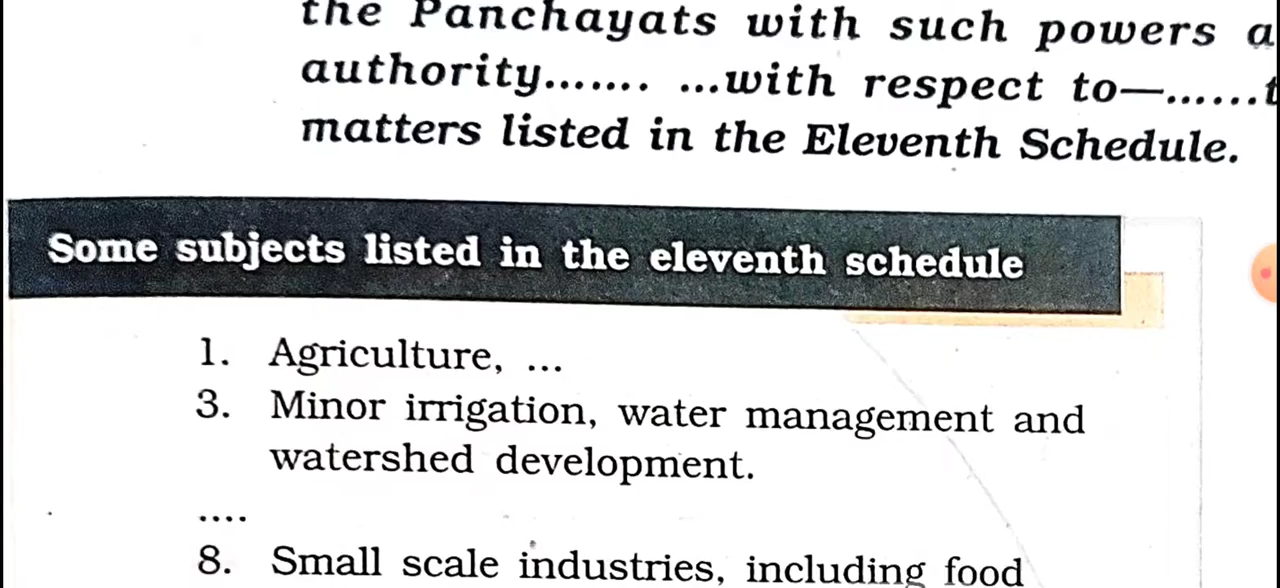 the Panchayats with such powers a
authority....... ...with respect to—......t
matters listed in the Eleventh Schedule.
Some subjects listed in the eleventh schedule
1. Agriculture, ...
3. Minor irrigation, water management and
watershed development.
....
8. Small scale industries, including food